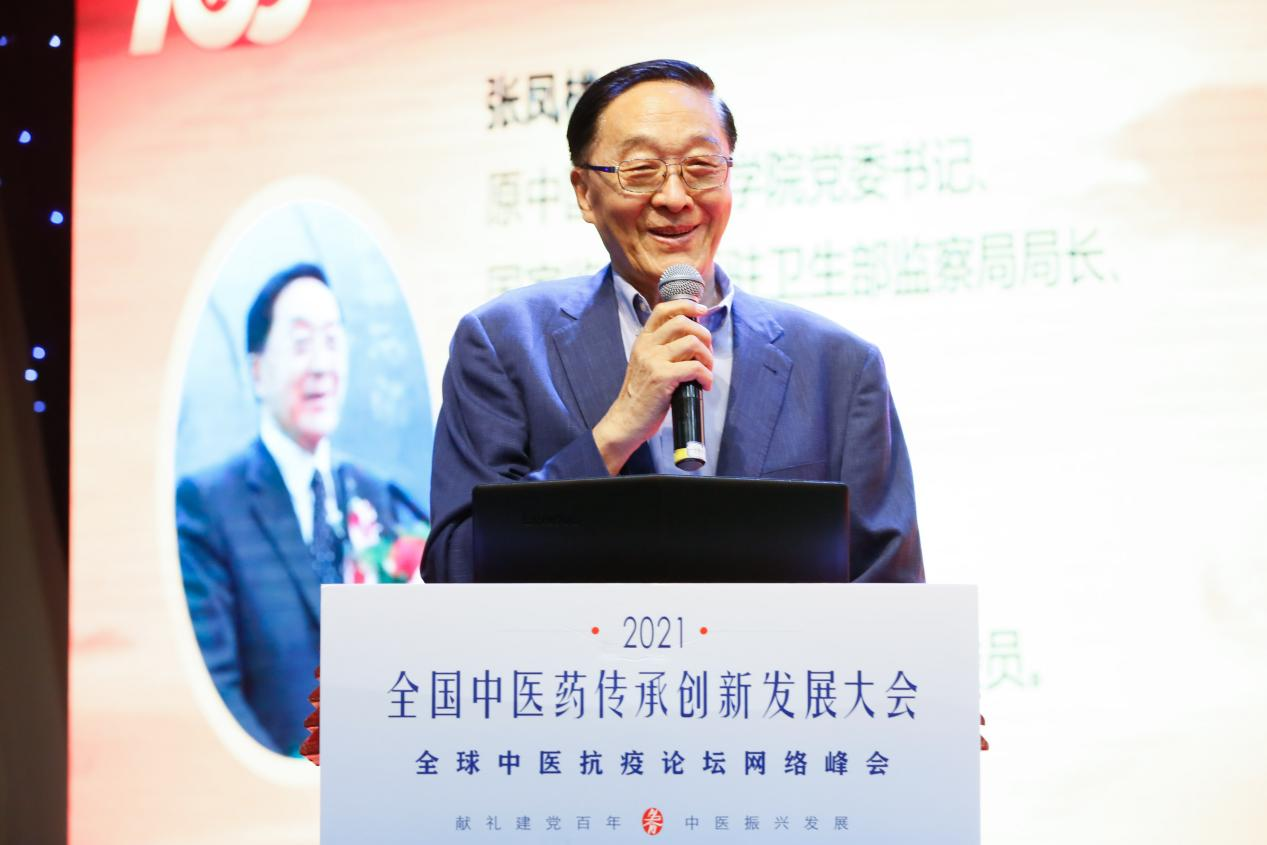 105
张凤
原中 学院党委书记、
驻卫生部监察局局长、
员。
2021
全国中医药传承创新发展大会
全球中医抗疫论坛网络峰会
献礼建党百年 中医振兴发展